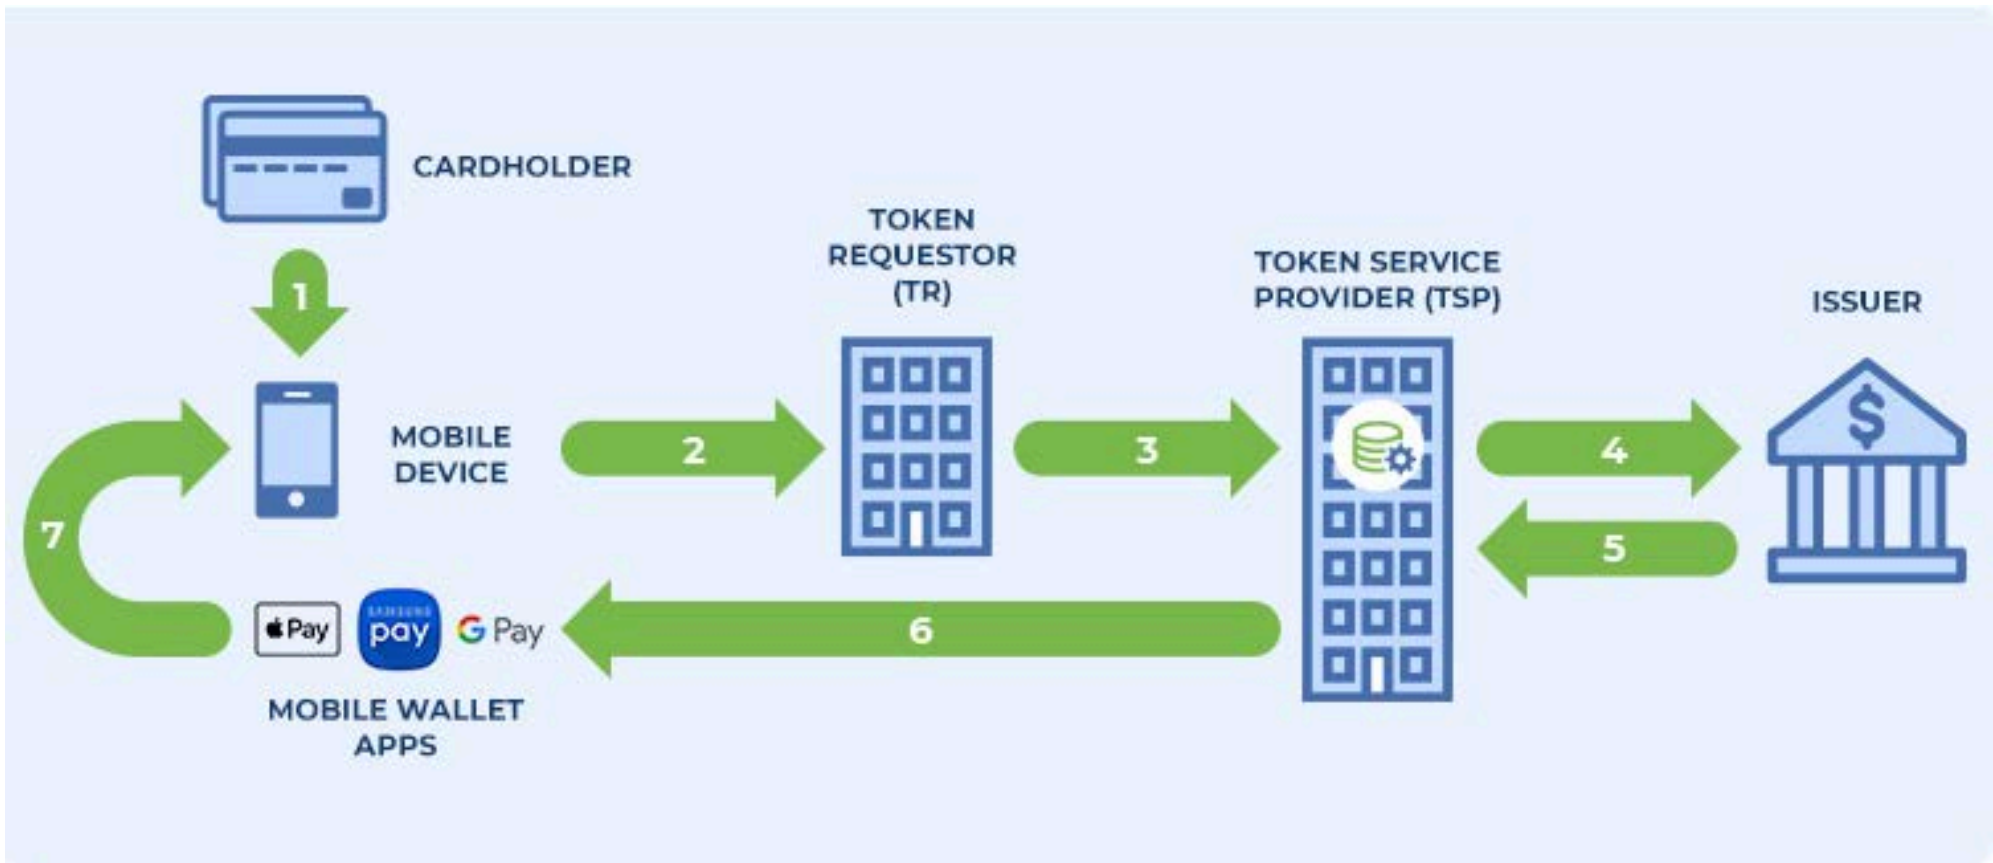 CARDHOLDER
1
TOKEN
REQUESTOR
(TR)
TOKEN SERVICE
PROVIDER (TSP)
ISSUER
$
MOBILE
DEVICE
2
3
4
5
6
7
Pay
SAMSUNG
pay
G Pay
MOBILE WALLET
APPS